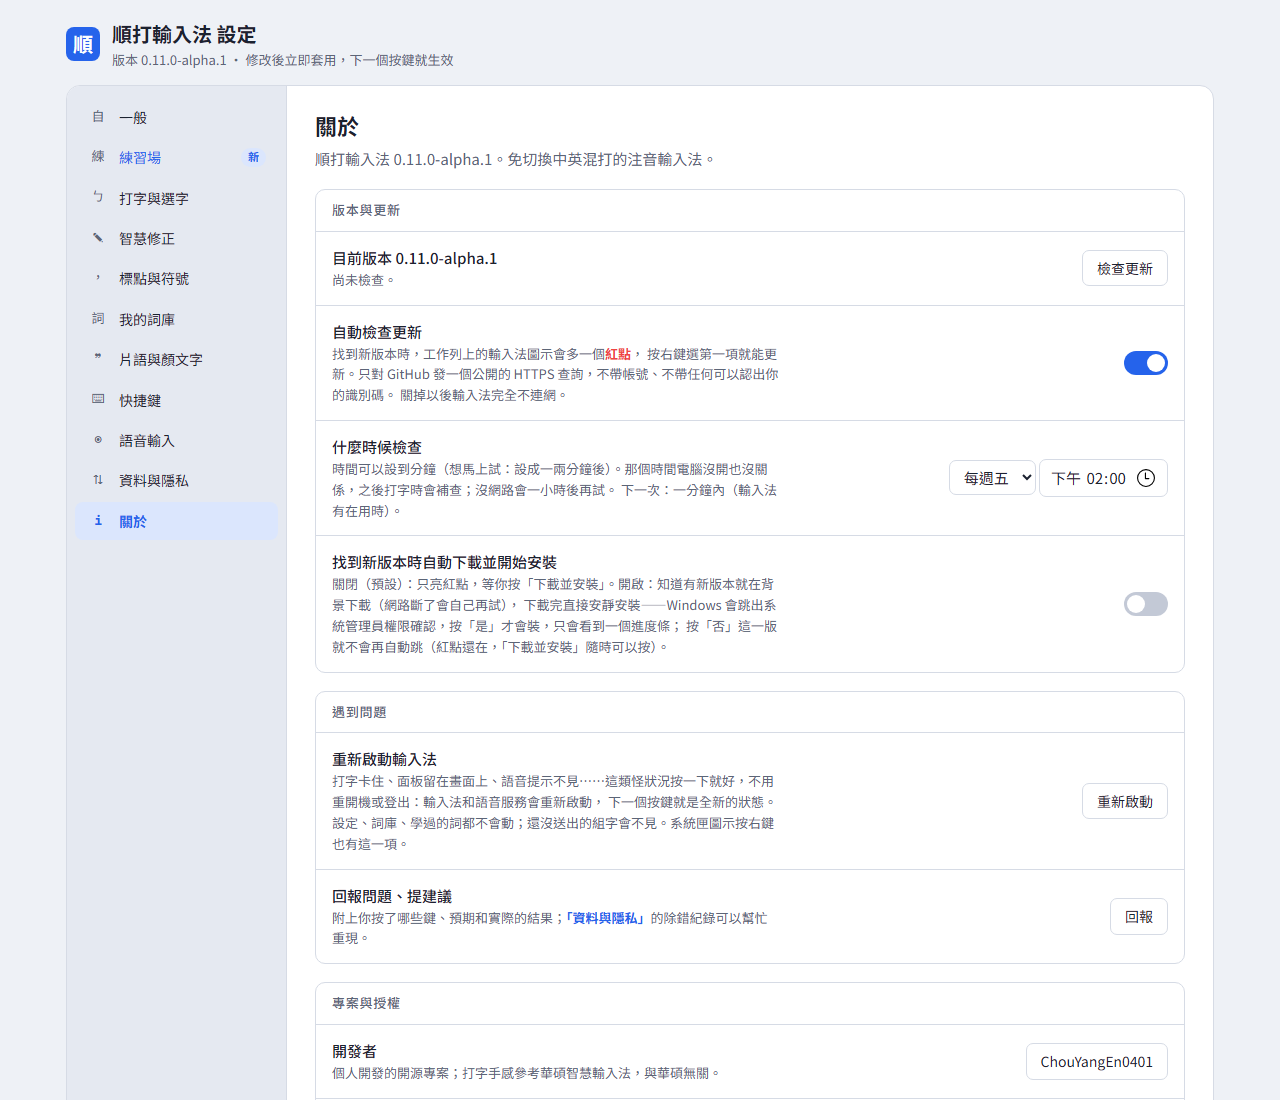 順
順打輸入法 設定
版本 0.11.0-alpha.1 · 修改後立即套用，下一個按鍵就生效
自 一般
練 練習場 新
ㄅ 打字與選字
✎ 智慧修正
， 標點與符號
詞 我的詞庫
” 片語與顏文字
⌨ 快捷鍵
◉ 語音輸入
⇅ 資料與隱私
i 關於
關於
順打輸入法 0.11.0-alpha.1。免切換中英混打的注音輸入法。
版本與更新
目前版本 0.11.0-alpha.1
尚未檢查。
檢查更新
自動檢查更新
找到新版本時，工作列上的輸入法圖示會多一個紅點， 按右鍵選第一項就能更
新。只對 GitHub 發一個公開的 HTTPS 查詢，不帶帳號、不帶任何可以認出你
的識別碼。 關掉以後輸入法完全不連網。
什麼時候檢查
時間可以設到分鐘（想馬上試：設成一兩分鐘後）。那個時間電腦沒開也沒關
係，之後打字時會補查；沒網路會一小時後再試。 下一次：一分鐘內（輸入法
有在用時）。
每週五
下午 02:00
找到新版本時自動下載並開始安裝
關閉（預設）：只亮紅點，等你按「下載並安裝」。開啟：知道有新版本就在背
景下載（網路斷了會自己再試）， 下載完直接安靜安裝——Windows 會跳出系
統管理員權限確認，按「是」才會裝，只會看到一個進度條； 按「否」這一版
就不會再自動跳（紅點還在，「下載並安裝」隨時可以按）。
遇到問題
重新啟動輸入法
打字卡住、面板留在畫面上、語音提示不見……這類怪狀況按一下就好，不用
重開機或登出：輸入法和語音服務會重新啟動， 下一個按鍵就是全新的狀態。
設定、詞庫、學過的詞都不會動；還沒送出的組字會不見。系統匣圖示按右鍵
也有這一項。
重新啟動
回報問題、提建議
附上你按了哪些鍵、預期和實際的結果；「資料與隱私」的除錯紀錄可以幫忙
重現。
回報
專案與授權
開發者
個人開發的開源專案；打字手感參考華碩智慧輸入法，與華碩無關。
ChouYangEn0401